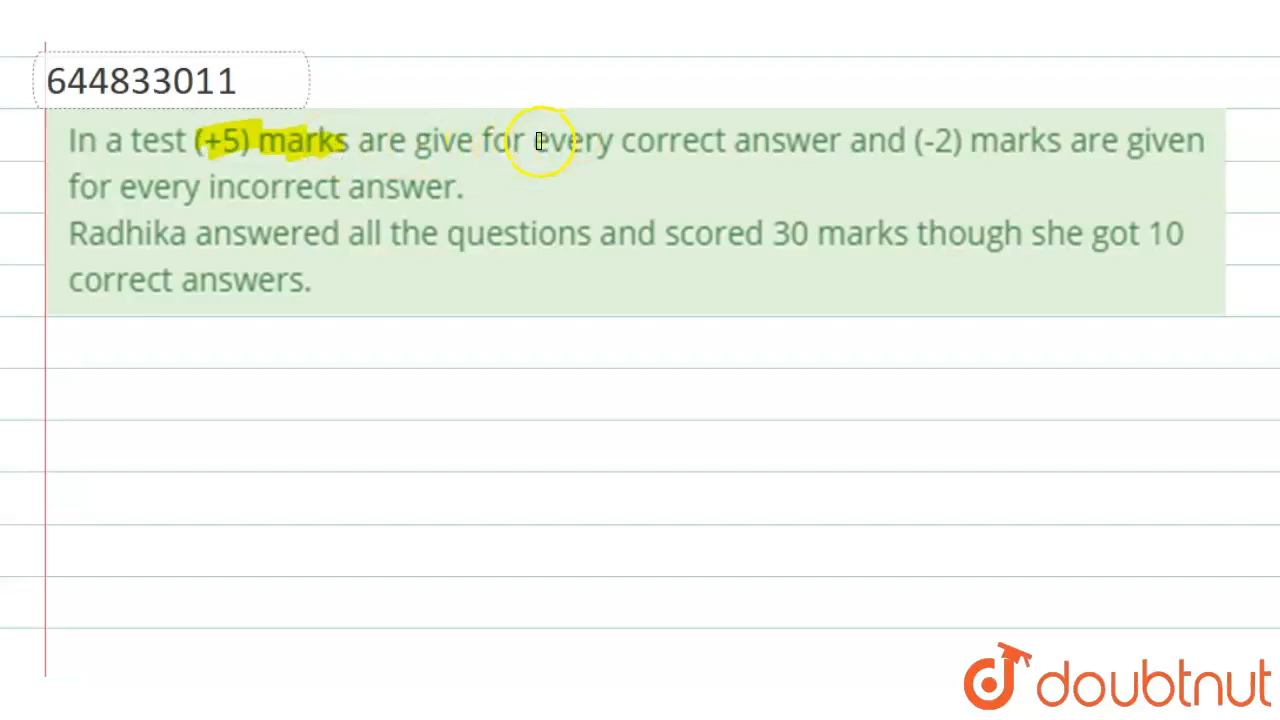 644833011
In a test (+5) marks are give for every correct answer and (-2) marks are given
for every incorrect answer.
Radhika answered all the questions and scored 30 marks though she got 10
correct answers.
doubtnut